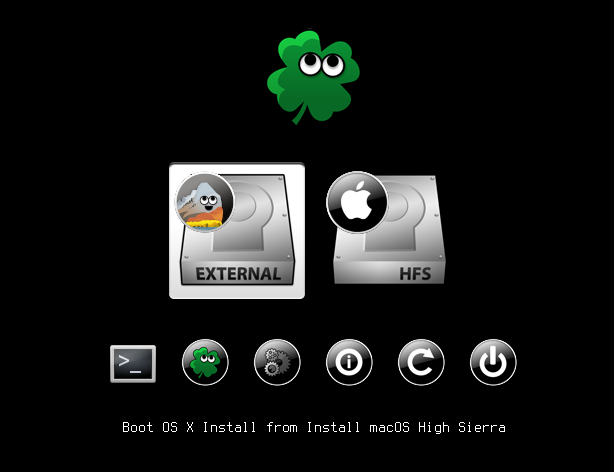 EXTERNAL
HFS
>_
Boot OS X Install from Install macOS High Sierra